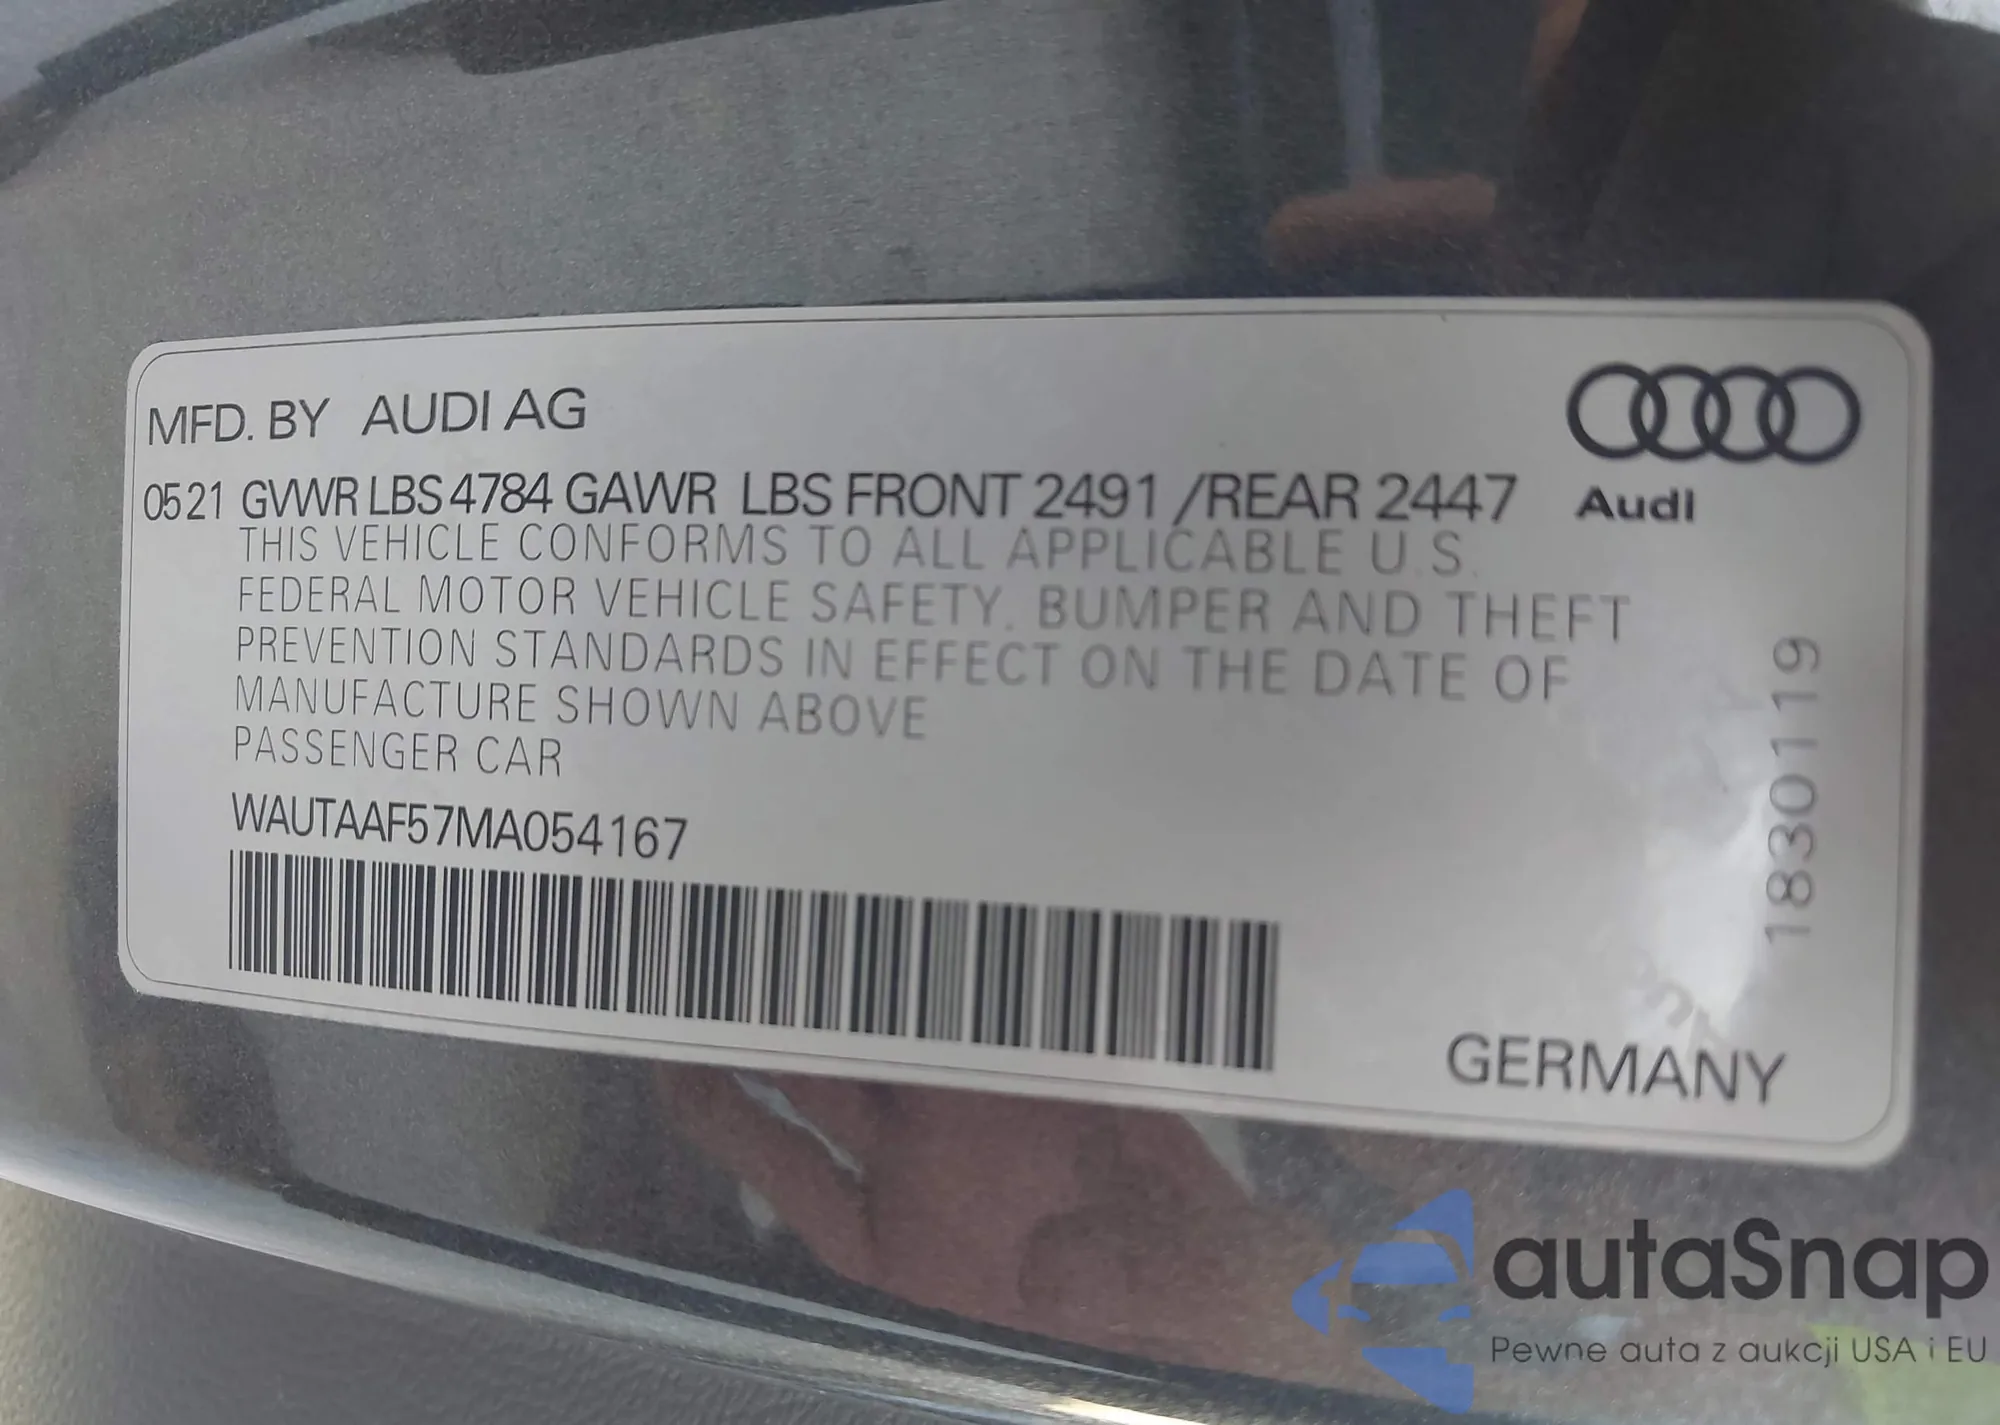 MFD. BY AUDI AG
0521 GVWR LBS 4784 GAWR LBS FRONT 2491 /REAR 2447
Audi
THIS VEHICLE CONFORMS TO ALL APPLICABLE U.S.
FEDERAL MOTOR VEHICLE SAFETY, BUMPER AND THEFT
PREVENTION STANDARDS IN EFFECT ON THE DATE OF
MANUFACTURE SHOWN ABOVE
PASSENGER CAR
WAUTAAF57MA054167
1830119
GERMANY
autaSnap
Pewne auta z aukcji USA i EU